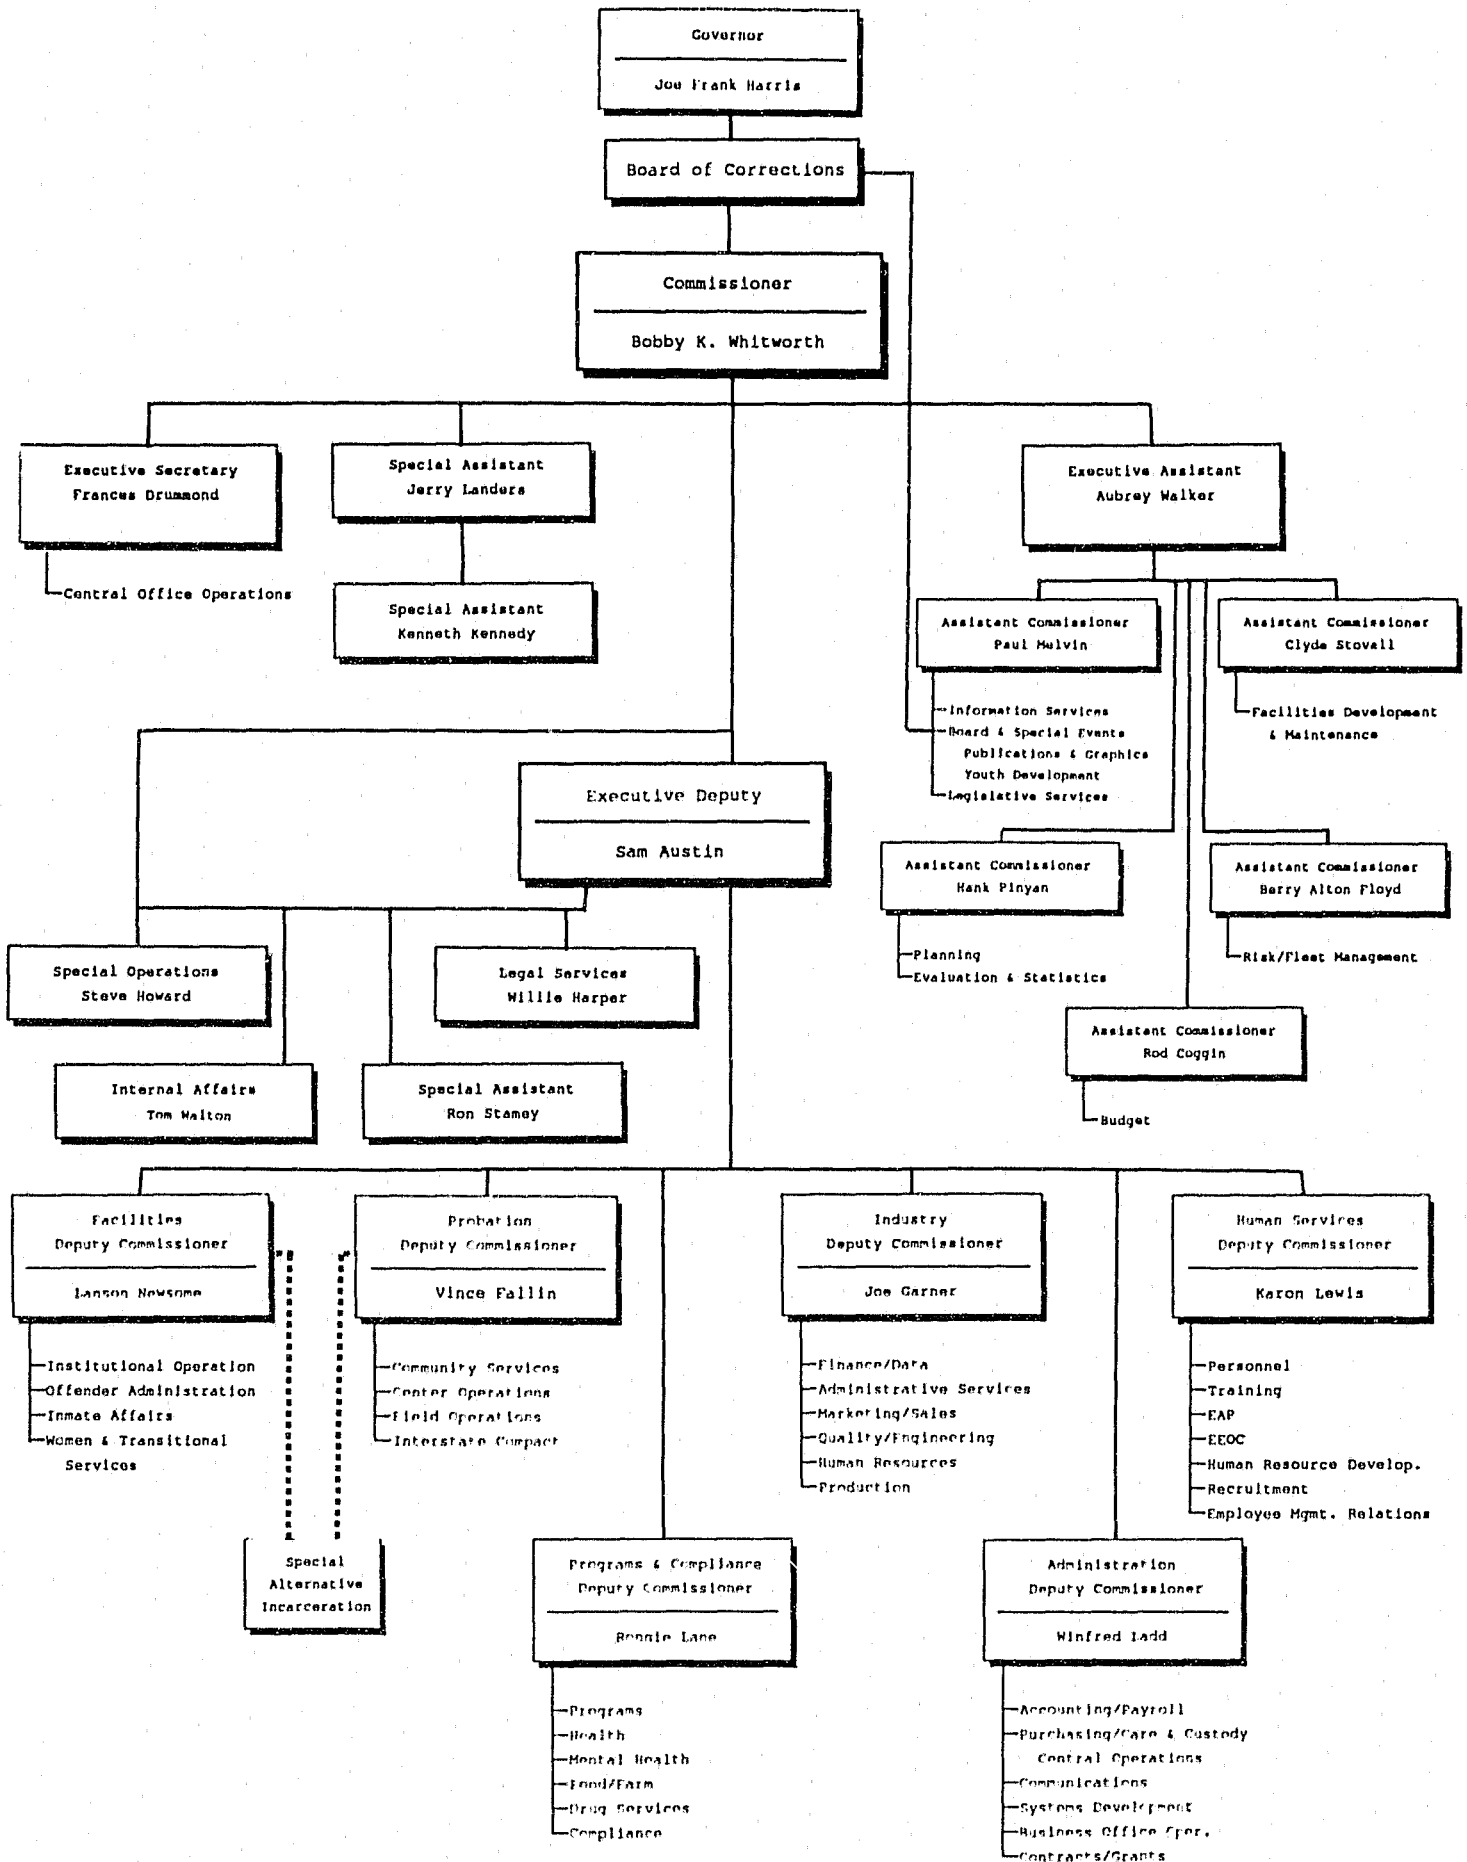 Governor
Joe Frank Harris
Board of Corrections
Commissioner
Bobby K. Whitworth
Executive Secretary
Frances Drummond
Central Office Operations
Special Assistant
Jerry Landers
Special Assistant
Kenneth Kennedy
Executive Assistant
Aubrey Walker
Assistant Commissioner
Paul Melvin
Information Services
Board & Special Events
Publications & Graphics
Youth Development
Legislative Services
Assistant Commissioner
Clyde Stovall
Facilities Development
& Maintenance
Executive Deputy
Sam Austin
Assistant Commissioner
Hank Pinyan
Planning
Evaluation & Statistics
Assistant Commissioner
Berry Alton Floyd
Risk/Fleet Management
Assistant Commissioner
Rod Coggin
Budget
Special Operations
Steve Howard
Legal Services
Willie Harper
Internal Affairs
Tom Walton
Special Assistant
Ron Stamey
Facilities
Deputy Commissioner
Lanson Newsome
Institutional Operation
Offender Administration
Inmate Affairs
Women & Transitional
Services
Probation
Deputy Commissioner
Vince Fallin
Community Services
Center Operations
Field Operations
Interstate Compact
Industry
Deputy Commissioner
Joe Garner
Finance/Data
Administrative Services
Marketing/Sales
Quality/Engineering
Human Resources
Production
Human Services
Deputy Commissioner
Karon Lewis
Personnel
Training
EAP
EEOC
Human Resource Develop.
Recruitment
Employee Mgmt. Relations
Special
Alternative
Incarceration
Programs & Compliance
Deputy Commissioner
Ronnie Lane
Programs
Health
Mental Health
Food/Farm
Drug Services
Compliance
Administration
Deputy Commissioner
Winfred Ladd
Accounting/Payroll
Purchasing/Care & Custody
Central Operations
Communications
Systems Development
Business Office Oper.
Contracts/Grants